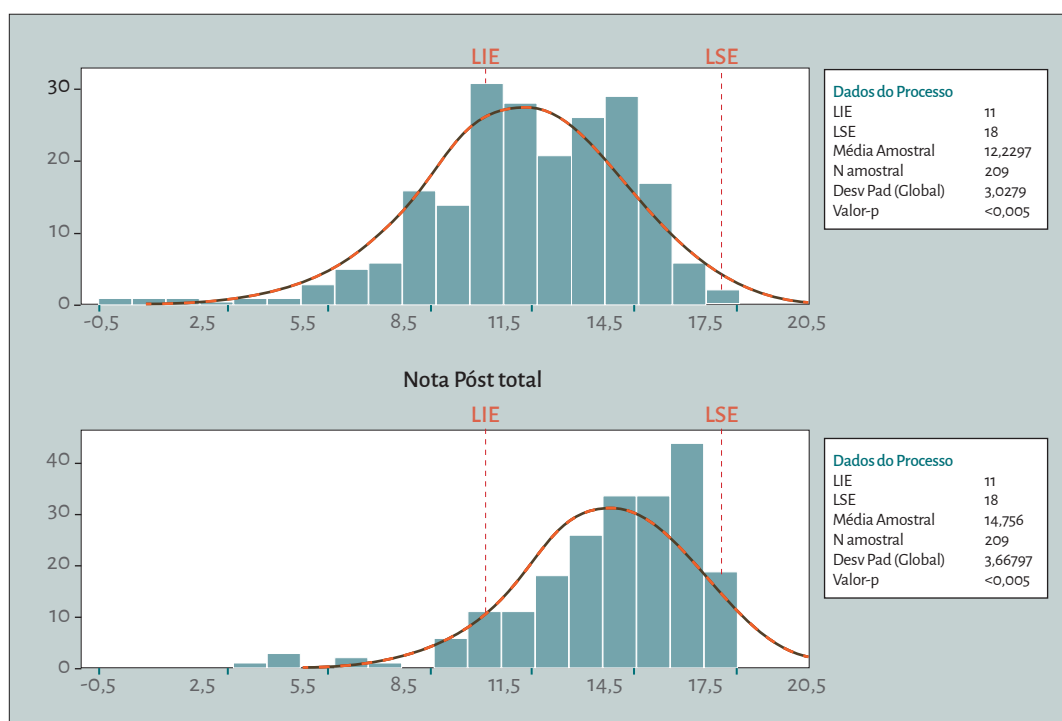 LIE LSE
30
20
10
0
-0,5 2,5 5,5 8,5 11,5 14,5 17,5 20,5
Dados do Processo
LIE 11
LSE 18
Média Amostral 12,2297
N amostral 209
Desv Pad (Global) 3,0279
Valor-p <0,005
Nota Póst total
LIE LSE
40
30
20
10
0
-0,5 2,5 5,5 8,5 11,5 14,5 17,5 20,5
Dados do Processo
LIE 11
LSE 18
Média Amostral 14,756
N amostral 209
Desv Pad (Global) 3,66797
Valor-p <0,005